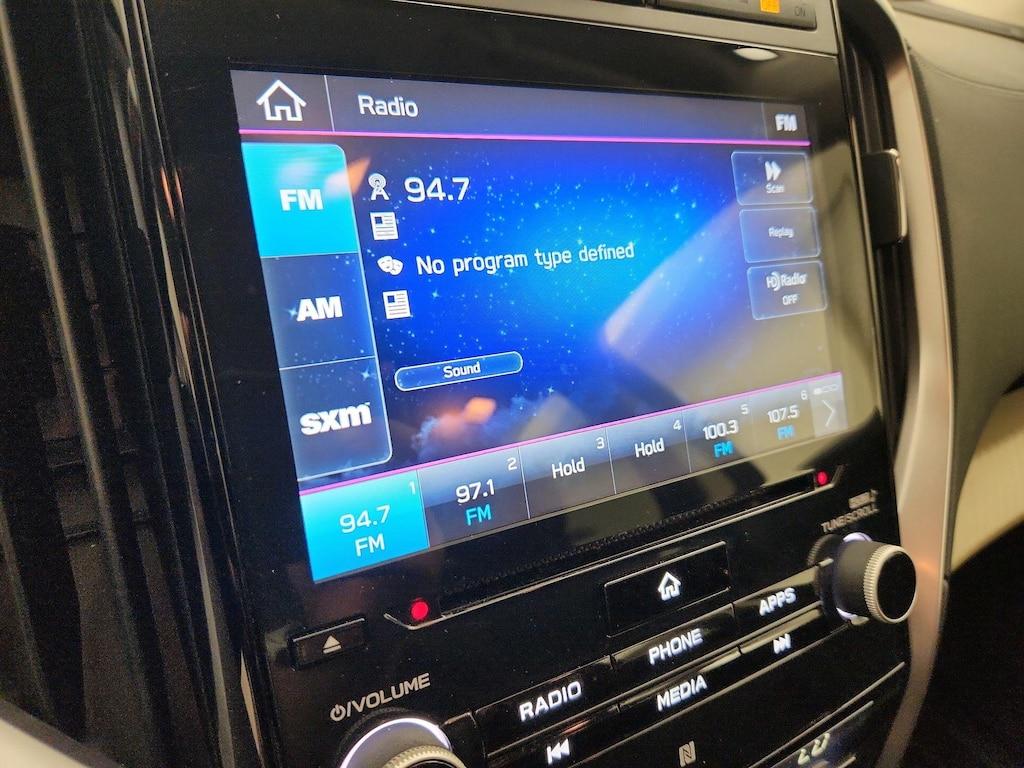 ON
Radio
FM
FM
94.7
Scan
Replay
No program type defined
HD Radio
OFF
AM
Sound
sxm
1
94.7
FM
2
97.1
FM
3
Hold
4
Hold
5
100.3
FM
6
107.5
FM
TUNE/SCROLL
APPS
PHONE
VOLUME
RADIO
MEDIA
N